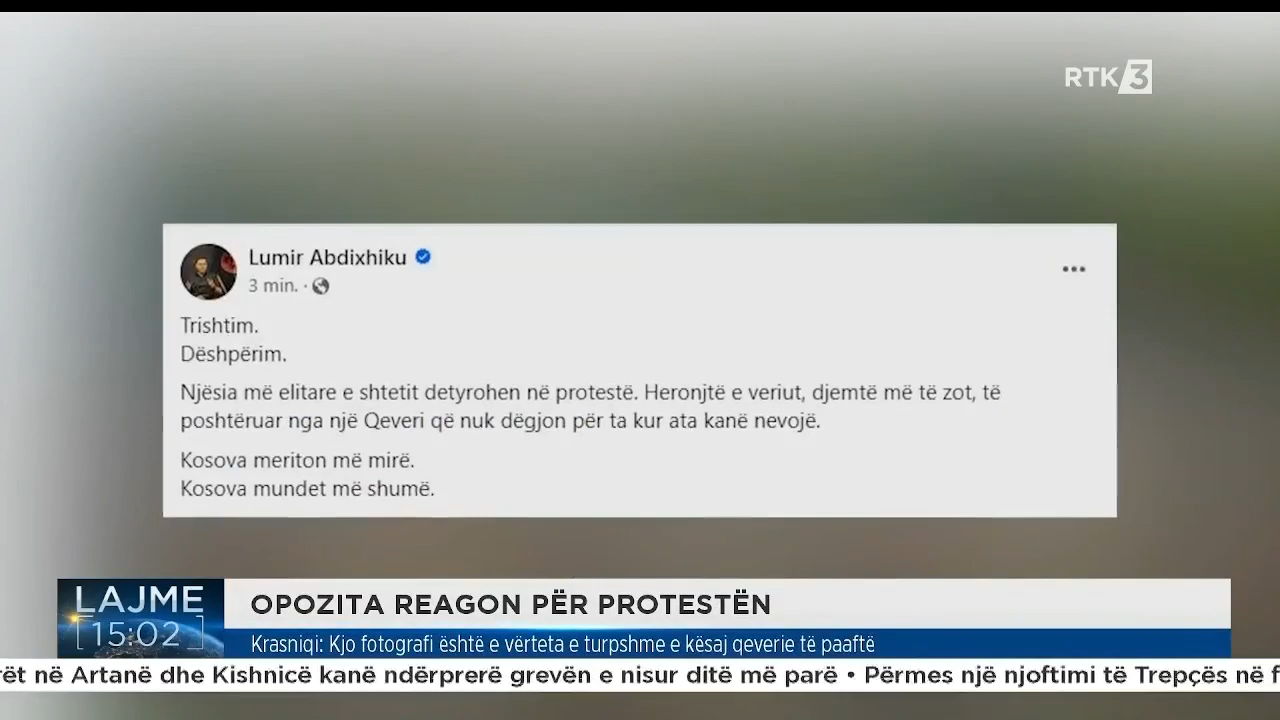 RTK 3
Lumir Abdixhiku
3 min.
Trishtim.
Dëshpërim.
Njësia më elitare e shtetit detyrohen në protestë. Heronjtë e veriut, djemtë më të zot, të
poshtëruar nga një Qeveri që nuk dëgjon për ta kur ata kanë nevojë.
Kosova meriton më mirë.
Kosova mundet më shumë.
LAJME
15:02
OPOZITA REAGON PËR PROTESTËN
Krasniqi: Kjo fotografi është e vërteta e turpshme e kësaj qeverie të paaftë
në Artanë dhe Kishnicë kanë ndërprerë grevën e nisur ditë më parë • Përmes një njoftimi të Trepçës në